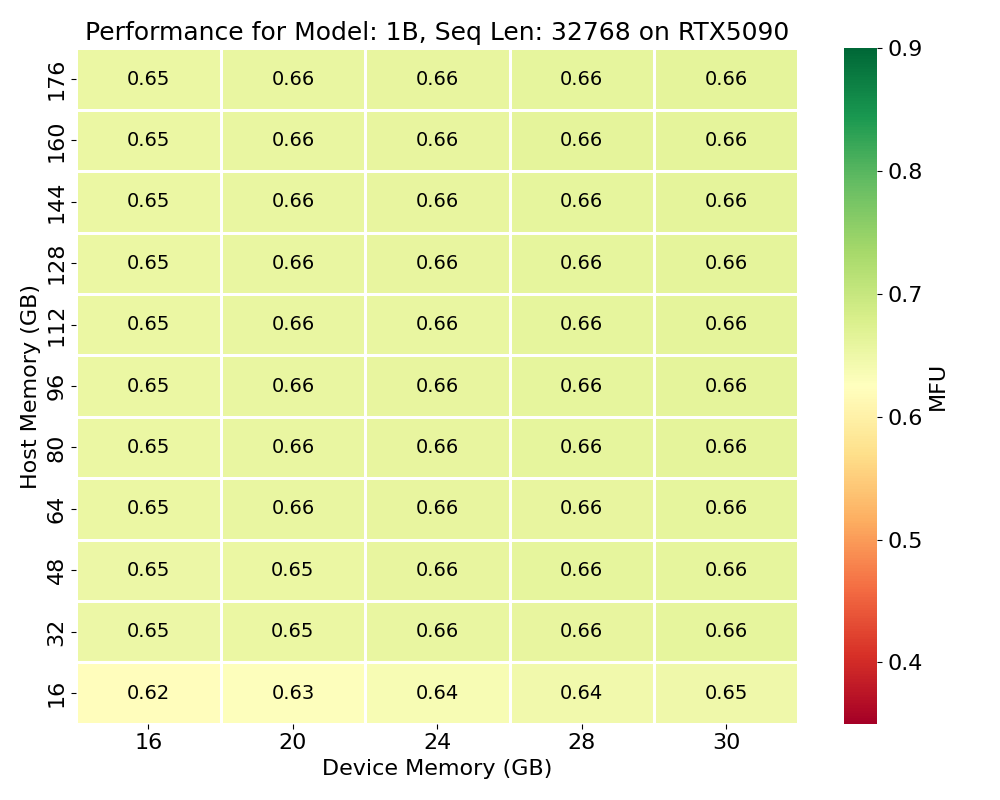 Performance for Model: 1B, Seq Len: 32768 on RTX5090
176 0.65 0.66 0.66 0.66 0.66
160 0.65 0.66 0.66 0.66 0.66
144 0.65 0.66 0.66 0.66 0.66
128 0.65 0.66 0.66 0.66 0.66
112 0.65 0.66 0.66 0.66 0.66
96 0.65 0.66 0.66 0.66 0.66
80 0.65 0.66 0.66 0.66 0.66
64 0.65 0.66 0.66 0.66 0.66
48 0.65 0.65 0.66 0.66 0.66
32 0.65 0.65 0.66 0.66 0.66
16 0.62 0.63 0.64 0.64 0.65
16 20 24 28 30
Device Memory (GB)
Host Memory (GB)
0.9
0.8
0.7
0.6
0.5
0.4
MFU